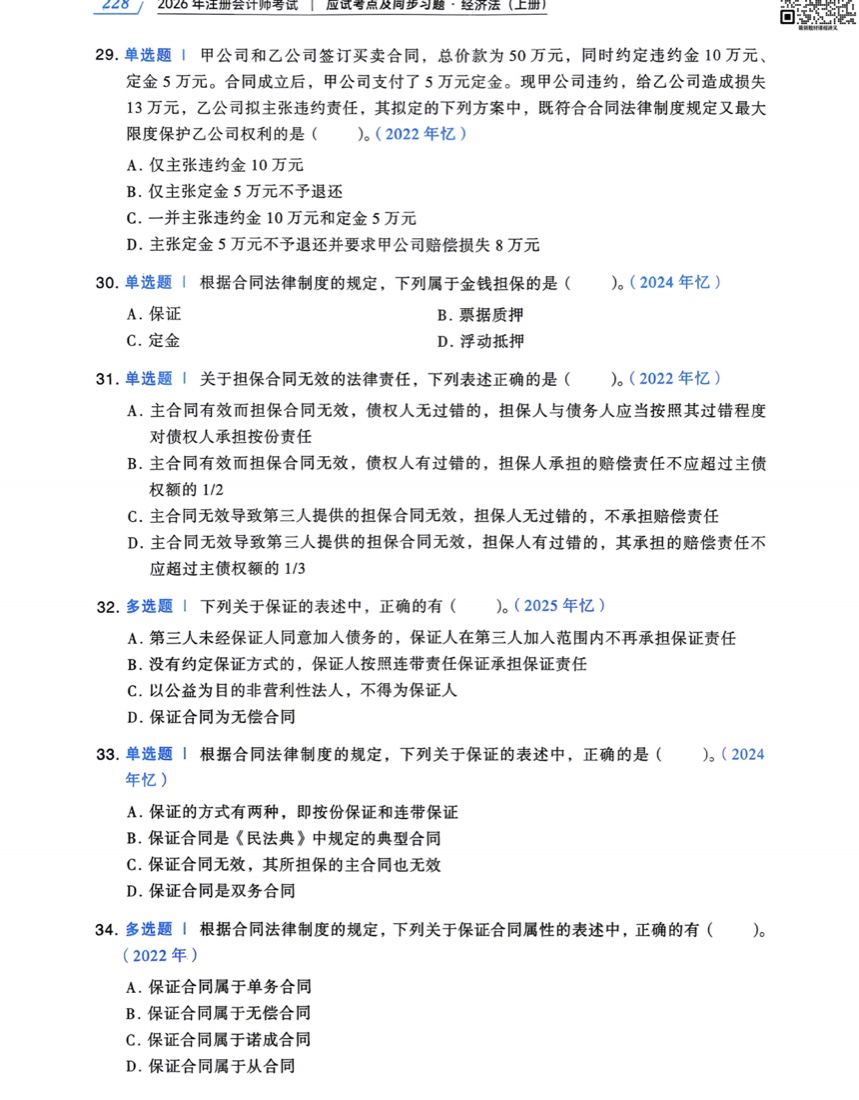 228 / 2026 年注册会计师考试 | 应试考点及同步习题 · 经济法（上册）
29. 单选题 | 甲公司和乙公司签订买卖合同，总价款为 50 万元，同时约定违约金 10 万元、
定金 5 万元。合同成立后，甲公司支付了 5 万元定金。现甲公司违约，给乙公司造成损失
13 万元，乙公司拟主张违约责任，其拟定的下列方案中，既符合合同法律制度规定又最大
限度保护乙公司权利的是（　　）。（2022 年忆）
A. 仅主张违约金 10 万元
B. 仅主张定金 5 万元不予退还
C. 一并主张违约金 10 万元和定金 5 万元
D. 主张定金 5 万元不予退还并要求甲公司赔偿损失 8 万元
30. 单选题 | 根据合同法律制度的规定，下列属于金钱担保的是（　　）。（2024 年忆）
A. 保证 B. 票据质押
C. 定金 D. 浮动抵押
31. 单选题 | 关于担保合同无效的法律责任，下列表述正确的是（　　）。（2022 年忆）
A. 主合同有效而担保合同无效，债权人无过错的，担保人与债务人应当按照其过错程度
对债权人承担按份责任
B. 主合同有效而担保合同无效，债权人有过错的，担保人承担的赔偿责任不应超过主债
权额的 1/2
C. 主合同无效导致第三人提供的担保合同无效，担保人无过错的，不承担赔偿责任
D. 主合同无效导致第三人提供的担保合同无效，担保人有过错的，其承担的赔偿责任不
应超过主债权额的 1/3
32. 多选题 | 下列关于保证的表述中，正确的有（　　）。（2025 年忆）
A. 第三人未经保证人同意加入债务的，保证人在第三人加入范围内不再承担保证责任
B. 没有约定保证方式的，保证人按照连带责任保证承担保证责任
C. 以公益为目的非营利性法人，不得为保证人
D. 保证合同为无偿合同
33. 单选题 | 根据合同法律制度的规定，下列关于保证的表述中，正确的是（　　）。（2024
年忆）
A. 保证的方式有两种，即按份保证和连带保证
B. 保证合同是《民法典》中规定的典型合同
C. 保证合同无效，其所担保的主合同也无效
D. 保证合同是双务合同
34. 多选题 | 根据合同法律制度的规定，下列关于保证合同属性的表述中，正确的有（　　）。
（2022 年）
A. 保证合同属于单务合同
B. 保证合同属于无偿合同
C. 保证合同属于诺成合同
D. 保证合同属于从合同